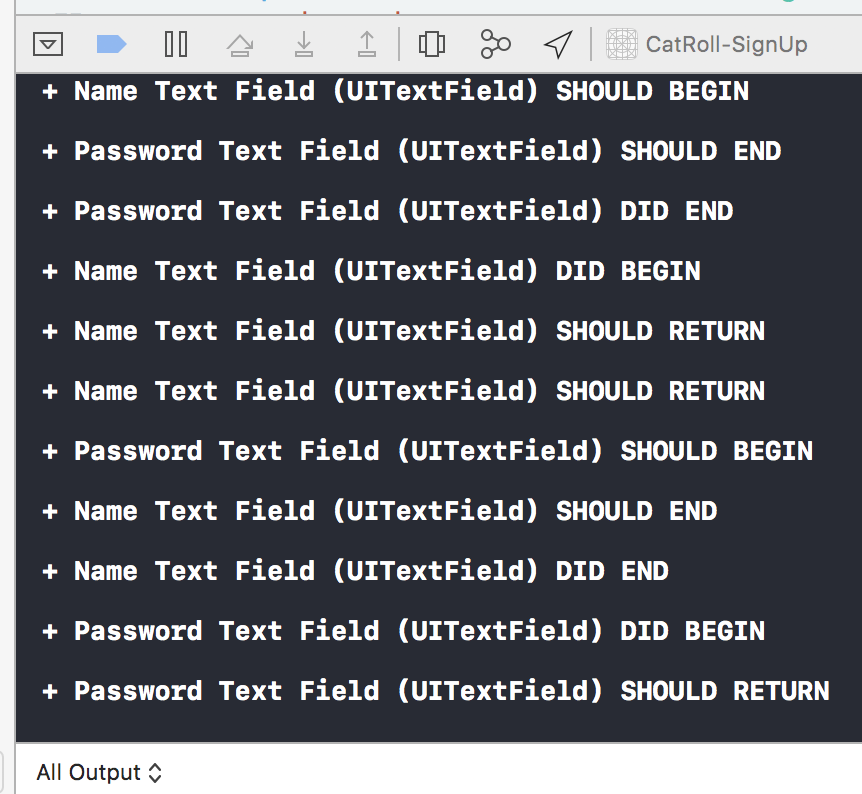 CatRoll-SignUp
+ Name Text Field (UITextField) SHOULD BEGIN
+ Password Text Field (UITextField) SHOULD END
+ Password Text Field (UITextField) DID END
+ Name Text Field (UITextField) DID BEGIN
+ Name Text Field (UITextField) SHOULD RETURN
+ Name Text Field (UITextField) SHOULD RETURN
+ Password Text Field (UITextField) SHOULD BEGIN
+ Name Text Field (UITextField) SHOULD END
+ Name Text Field (UITextField) DID END
+ Password Text Field (UITextField) DID BEGIN
+ Password Text Field (UITextField) SHOULD RETURN
All Output